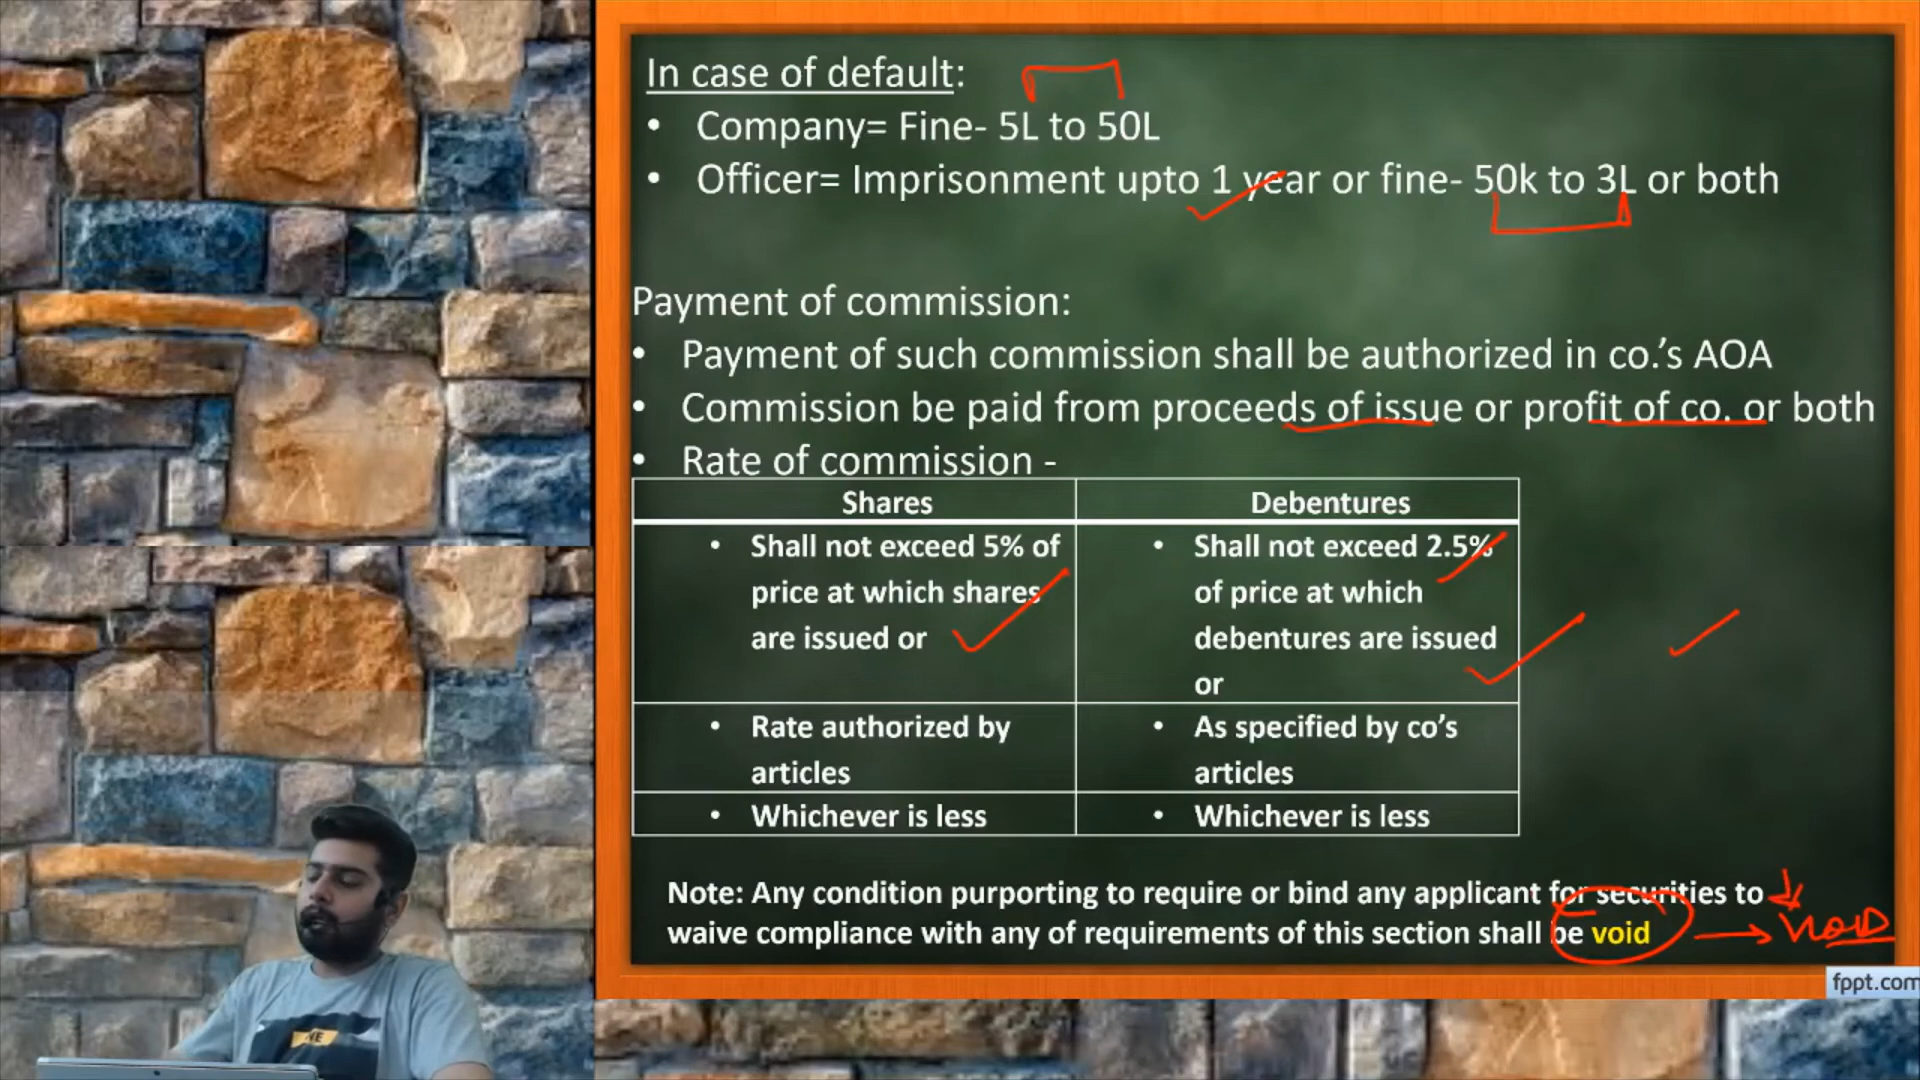 In case of default:
• Company= Fine- 5L to 50L
• Officer= Imprisonment upto 1 year or fine- 50k to 3L or both
Payment of commission:
• Payment of such commission shall be authorized in co.'s AOA
• Commission be paid from proceeds of issue or profit of co. or both
• Rate of commission -
Shares
• Shall not exceed 5% of
price at which shares
are issued or
• Rate authorized by
articles
• Whichever is less
Debentures
• Shall not exceed 2.5%
of price at which
debentures are issued
or
• As specified by co's
articles
• Whichever is less
Note: Any condition purporting to require or bind any applicant for securities to
waive compliance with any of requirements of this section shall be void
VOID
fppt.com
NE